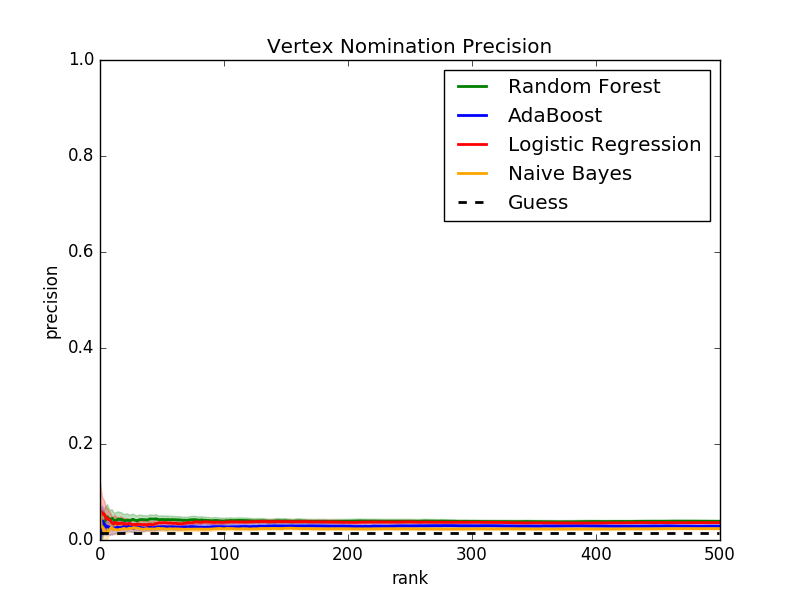 Vertex Nomination Precision
1.0
0.8
0.6
0.4
0.2
0.0
precision
Random Forest
AdaBoost
Logistic Regression
Naive Bayes
Guess
0 100 200 300 400 500
rank